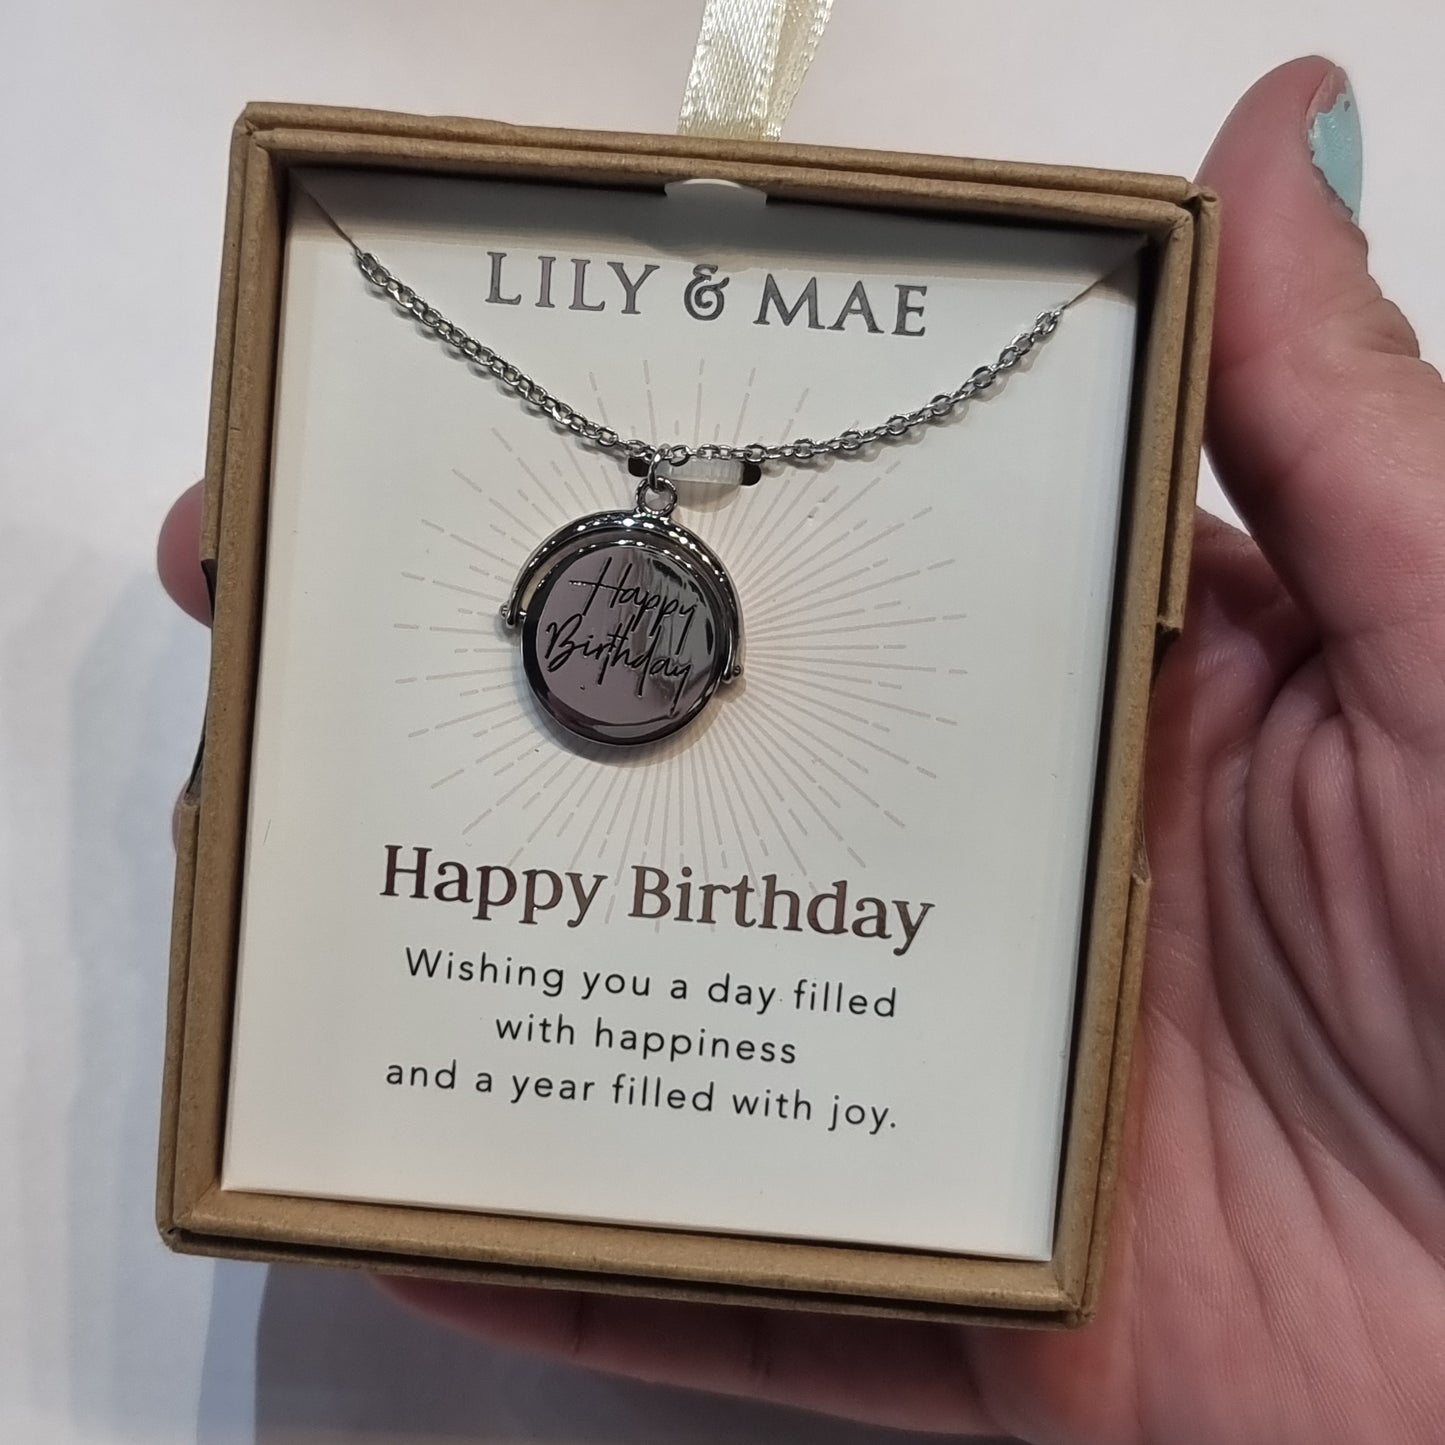 LILY & MAE
Happy
Birthday
Happy Birthday
Wishing you a day filled
with happiness
and a year filled with joy.